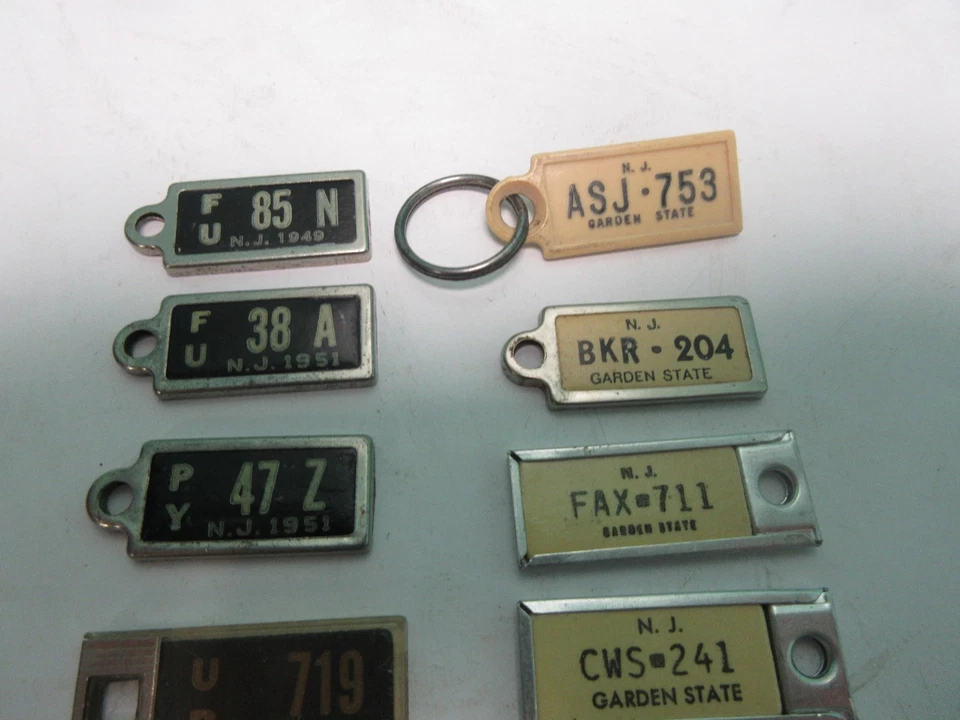 F
U
85 N
N.J. 1949
F
U
38 A
N.J. 1951
P
Y
47 Z
N.J. 1951
U
719
N. J.
ASJ·753
GARDEN STATE
N. J.
BKR · 204
GARDEN STATE
N. J.
FAX▪711
GARDEN STATE
N. J.
CWS▪241
GARDEN STATE